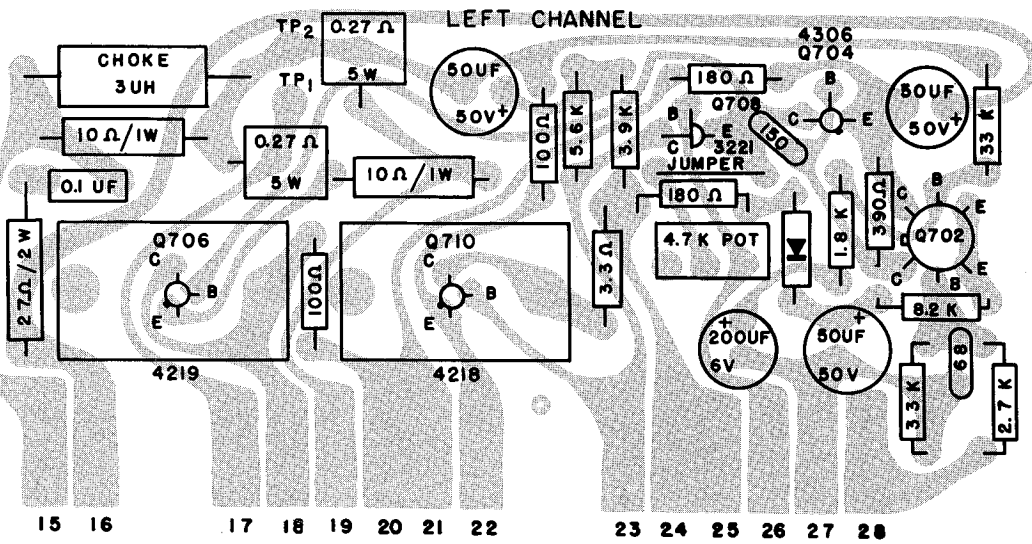 LEFT CHANNEL
TP2
0.27 Ω
5 W
TP1
CHOKE
3UH
50UF
50V+
4306
Q704
B
C
E
180 Ω
Q708
B
E
C
3221
JUMPER
150
50UF
50V+
33 K
10 Ω/1W
0.27 Ω
5 W
100Ω
5.6 K
3.9 K
10 Ω/1W
0.1 UF
180 Ω
390Ω
C
B
E
Q702
C
B
E
27Ω/2W
Q706
C
B
E
4219
100Ω
Q710
C
B
E
4218
3.3 Ω
4.7 K POT
1.8 K
8.2 K
+
200UF
6V
+
50UF
50V
3.3 K
68
2.7 K
15 16 17 18 19 20 21 22 23 24 25 26 27 28